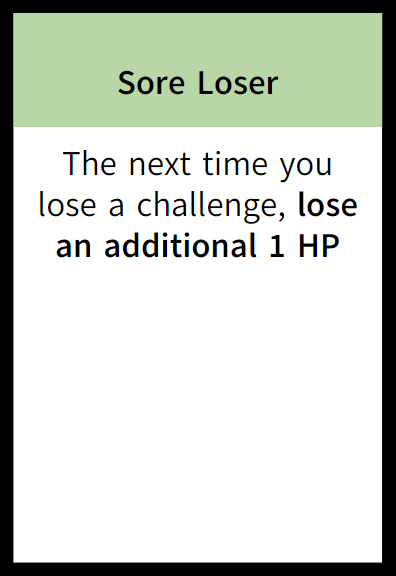 Sore Loser
The next time you
lose a challenge, lose
an additional 1 HP